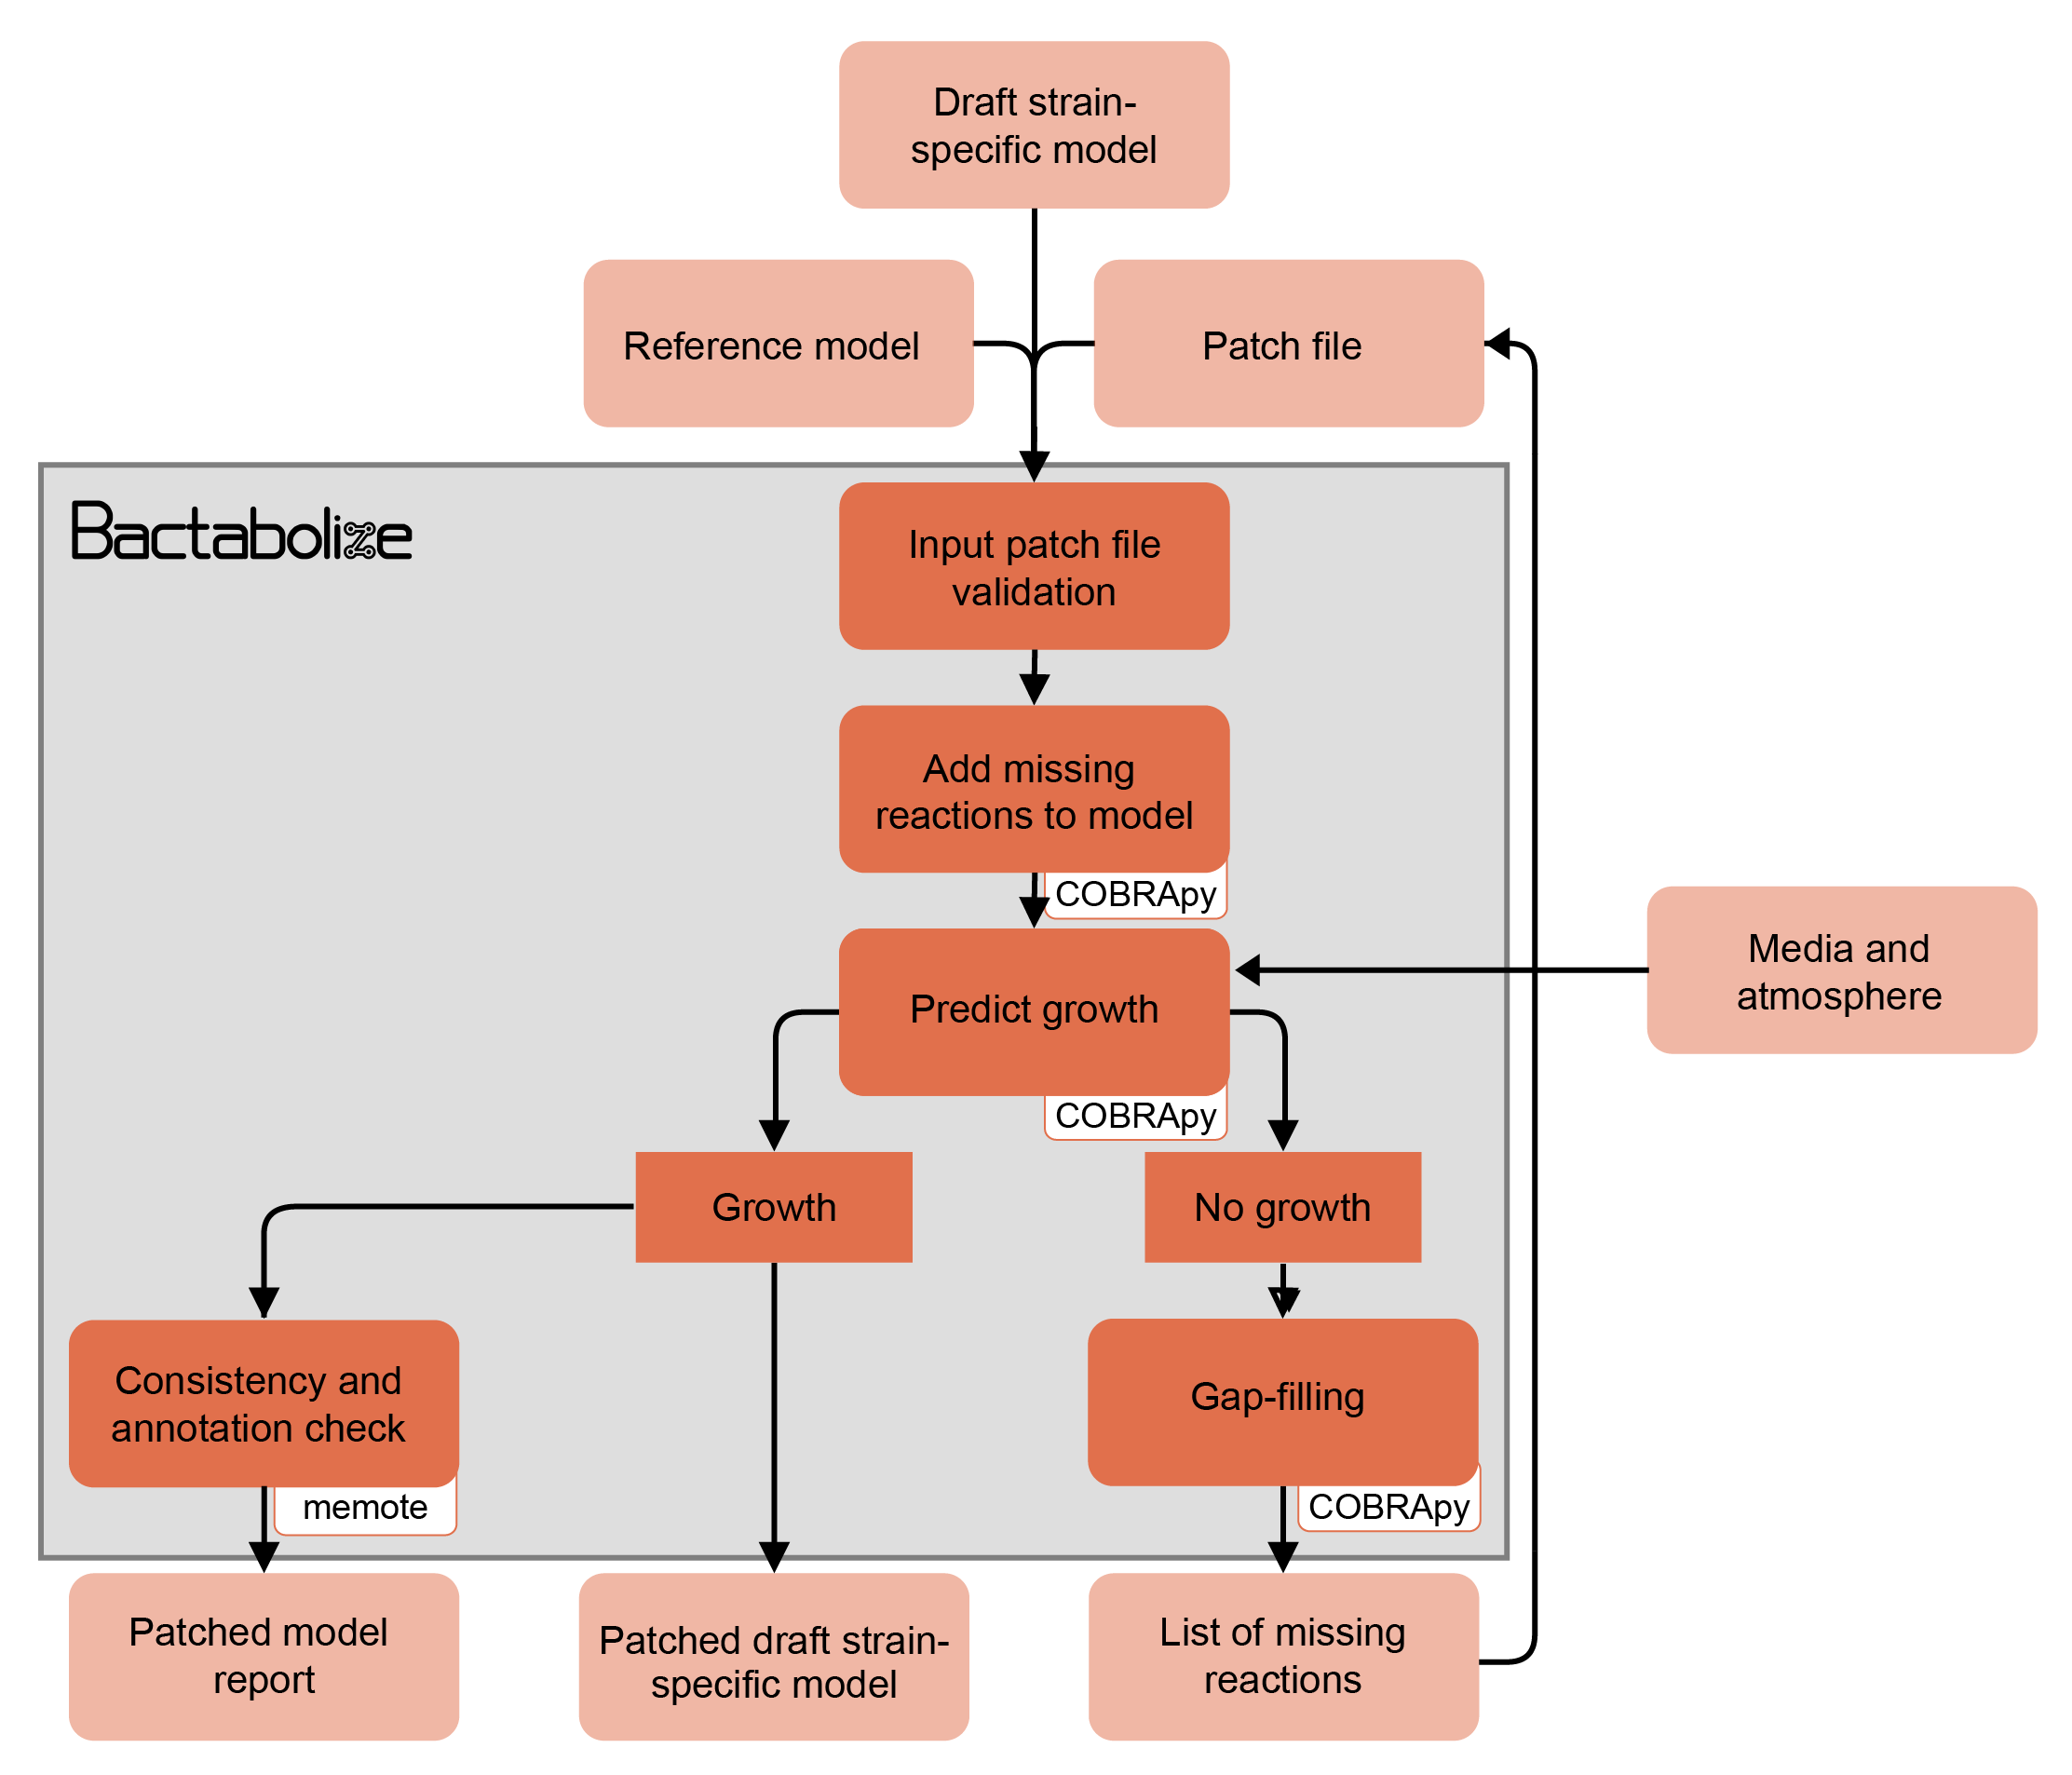 Draft strain-
specific model
Reference model
Patch file
Bactabolize
Input patch file
validation
Add missing
reactions to model
COBRApy
Media and
atmosphere
Predict growth
COBRApy
Growth
No growth
Consistency and
annotation check
Gap-filling
memote
COBRApy
Patched model
report
Patched draft strain-
specific model
List of missing
reactions